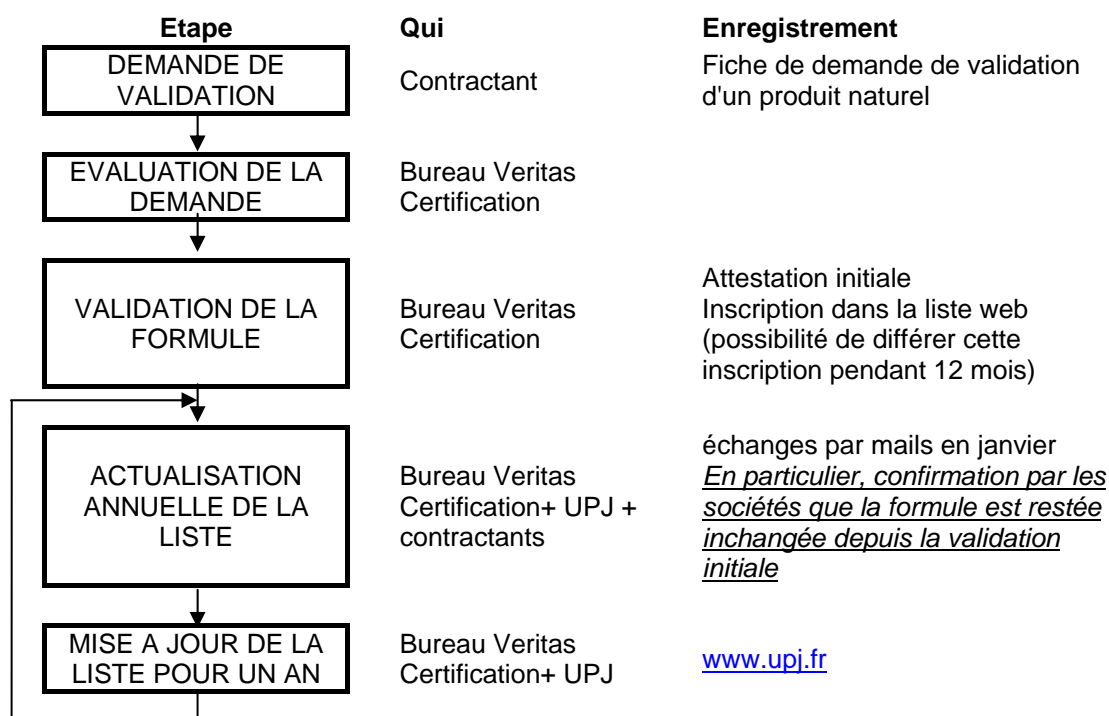 Etape Qui Enregistrement
DEMANDE DE
VALIDATION
Contractant
Fiche de demande de validation
d'un produit naturel
EVALUATION DE LA
DEMANDE
Bureau Veritas
Certification
VALIDATION DE LA
FORMULE
Bureau Veritas
Certification
Attestation initiale
Inscription dans la liste web
(possibilité de différer cette
inscription pendant 12 mois)
ACTUALISATION
ANNUELLE DE LA
LISTE
Bureau Veritas
Certification+ UPJ +
contractants
échanges par mails en janvier
En particulier, confirmation par les
sociétés que la formule est restée
inchangée depuis la validation
initiale
MISE A JOUR DE LA
LISTE POUR UN AN
Bureau Veritas
Certification+ UPJ
www.upj.fr